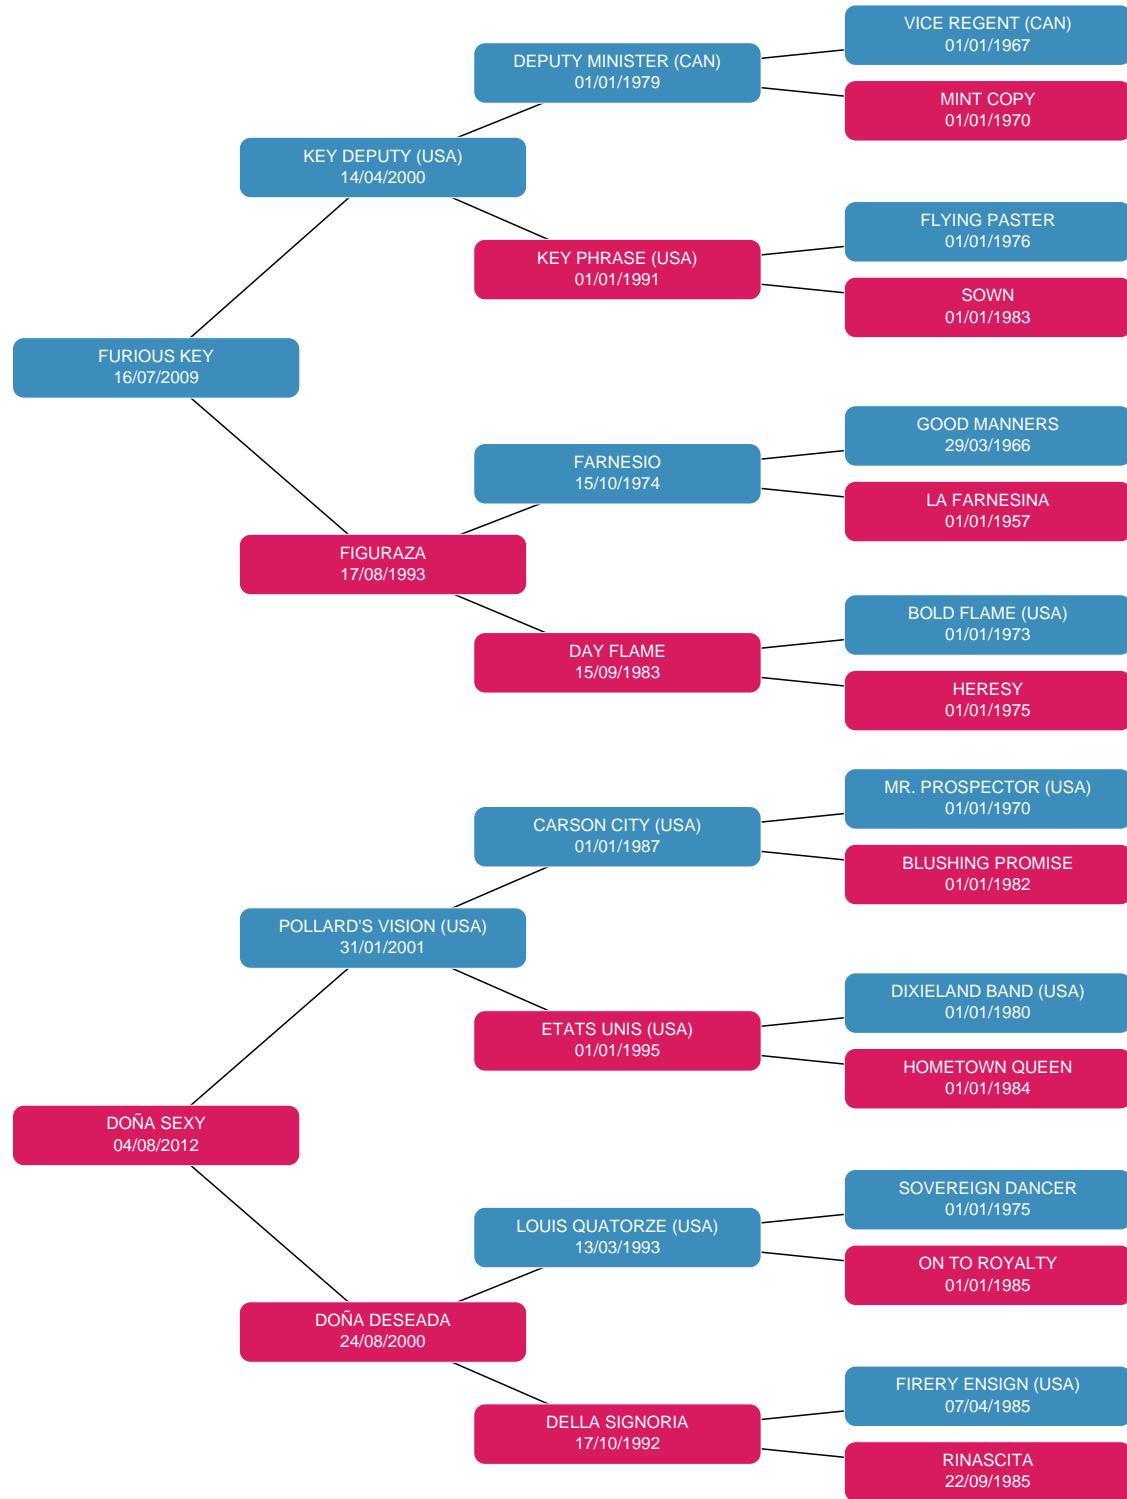 VICE REGENT (CAN)
01/01/1967
DEPUTY MINISTER (CAN)
01/01/1979
MINT COPY
01/01/1970
KEY DEPUTY (USA)
14/04/2000
FLYING PASTER
01/01/1976
KEY PHRASE (USA)
01/01/1991
SOWN
01/01/1983
FURIOUS KEY
16/07/2009
GOOD MANNERS
29/03/1966
FARNESIO
15/10/1974
LA FARNESINA
01/01/1957
FIGURAZA
17/08/1993
BOLD FLAME (USA)
01/01/1973
DAY FLAME
15/09/1983
HERESY
01/01/1975
MR. PROSPECTOR (USA)
01/01/1970
CARSON CITY (USA)
01/01/1987
BLUSHING PROMISE
01/01/1982
POLLARD'S VISION (USA)
31/01/2001
DIXIELAND BAND (USA)
01/01/1980
ETATS UNIS (USA)
01/01/1995
HOMETOWN QUEEN
01/01/1984
DOÑA SEXY
04/08/2012
SOVEREIGN DANCER
01/01/1975
LOUIS QUATORZE (USA)
13/03/1993
ON TO ROYALTY
01/01/1985
DOÑA DESEADA
24/08/2000
FIRERY ENSIGN (USA)
07/04/1985
DELLA SIGNORIA
17/10/1992
RINASCITA
22/09/1985